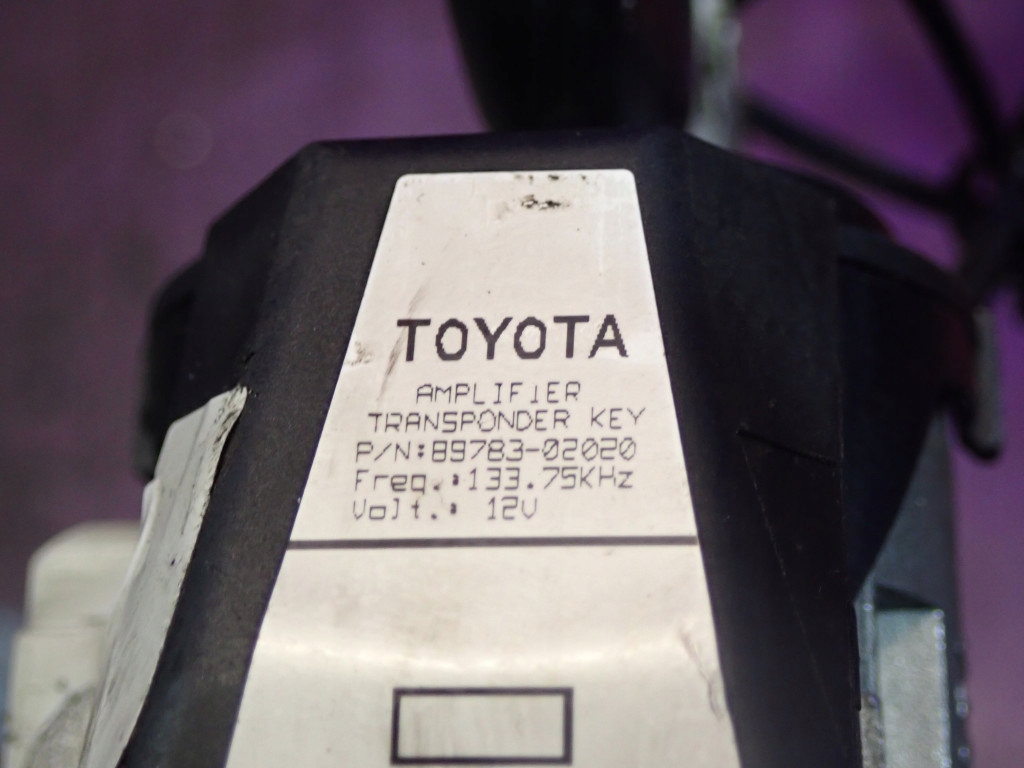 TOYOTA
AMPLIFIER
TRANSPONDER KEY
P/N:89783-02020
Freq.:133.75KHz
Volt.: 12V